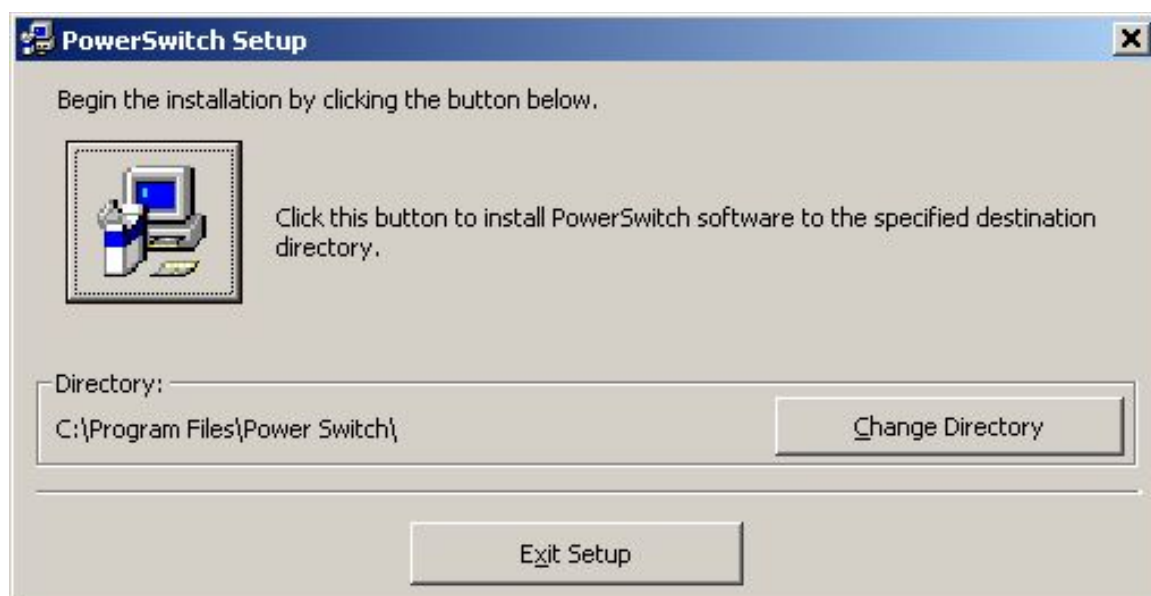 PowerSwitch Setup
Begin the installation by clicking the button below.
Click this button to install PowerSwitch software to the specified destination
directory.
Directory:
C:\Program Files\Power Switch\
Change Directory
Exit Setup